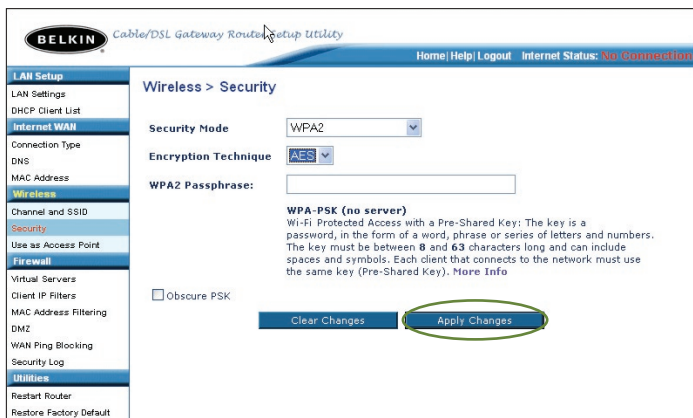 BELKIN Cable/DSL Gateway Router Setup Utility
Home|Help|Logout Internet Status: No Connection
LAN Setup
LAN Settings
DHCP Client List
Internet WAN
Connection Type
DNS
MAC Address
Wireless
Channel and SSID
Security
Use as Access Point
Firewall
Virtual Servers
Client IP Filters
MAC Address Filtering
DMZ
WAN Ping Blocking
Security Log
Utilities
Restart Router
Restore Factory Default
Wireless > Security
Security Mode WPA2
Encryption Technique AES
WPA2 Passphrase:
WPA-PSK (no server)
Wi-Fi Protected Access with a Pre-Shared Key: The key is a
password, in the form of a word, phrase or series of letters and numbers.
The key must be between 8 and 63 characters long and can include
spaces and symbols. Each client that connects to the network must use
the same key (Pre-Shared Key). More Info
Obscure PSK
Clear Changes Apply Changes